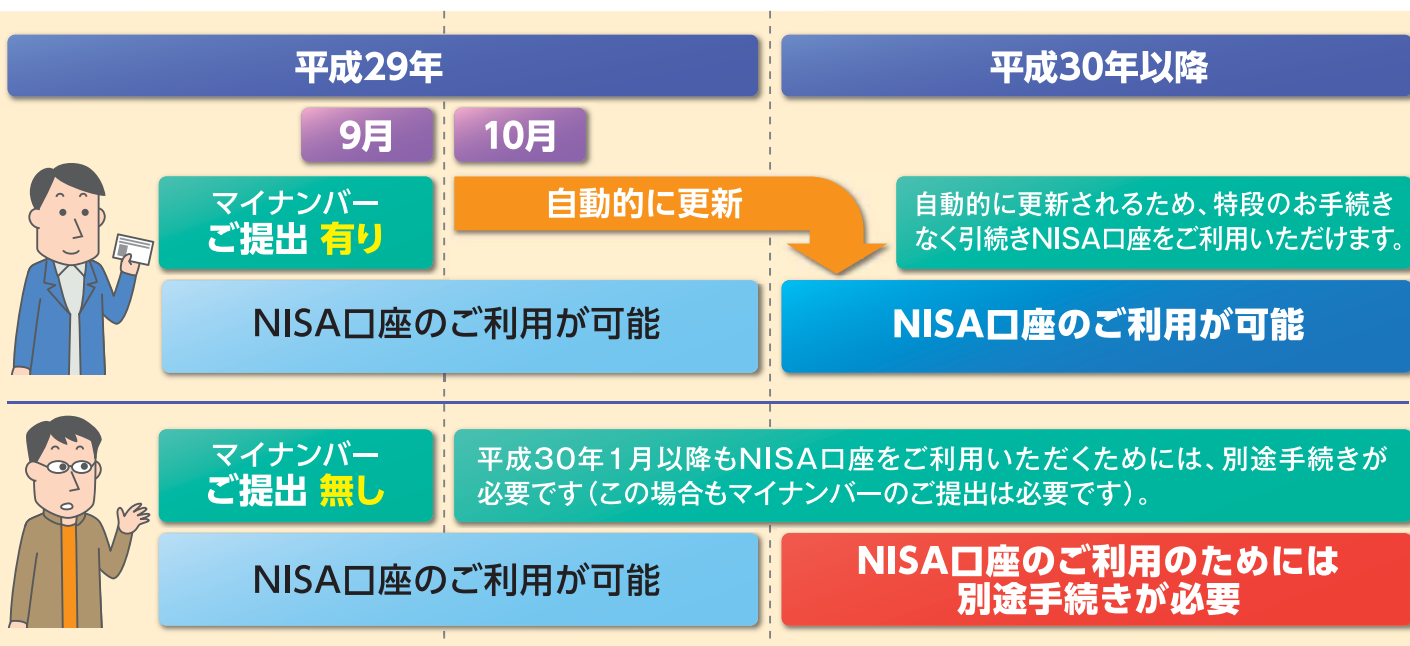 平成29年
平成30年以降
9月
10月
マイナンバー
ご提出 有り
自動的に更新
自動的に更新されるため、特段のお手続き
なく引続きNISA口座をご利用いただけます。
NISA口座のご利用が可能
NISA口座のご利用が可能
マイナンバー
ご提出 無し
平成30年1月以降もNISA口座をご利用いただくためには、別途手続きが
必要です(この場合もマイナンバーのご提出は必要です)。
NISA口座のご利用が可能
NISA口座のご利用のためには
別途手続きが必要